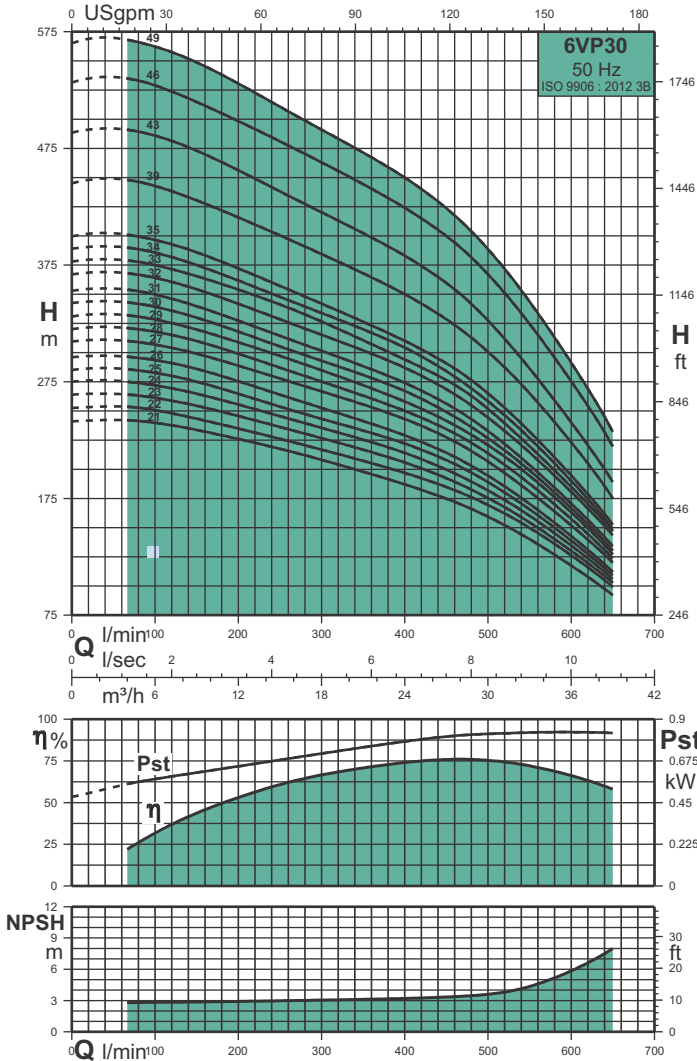 USgpm
0 30 60 90 120 150 180
6VP30
50 Hz
ISO 9906 : 2012 3B
575
475
375
275
175
75
H
m
1746
1446
1146
846
546
246
H
ft
49
46
43
39
35
34
33
32
31
30
29
28
27
26
25
24
23
22
21
Q l/min
0 100 200 300 400 500 600 700
l/sec
0 2 4 6 8 10
m³/h
0 6 12 18 24 30 36 42
η%
100
75
50
25
0
Pst
η
0.9
Pst
0.675
kW
0.45
0.225
0
NPSH
m
12
9
6
3
0
30
ft
20
10
0
0 100 200 300 400 500 600 700
Q l/min